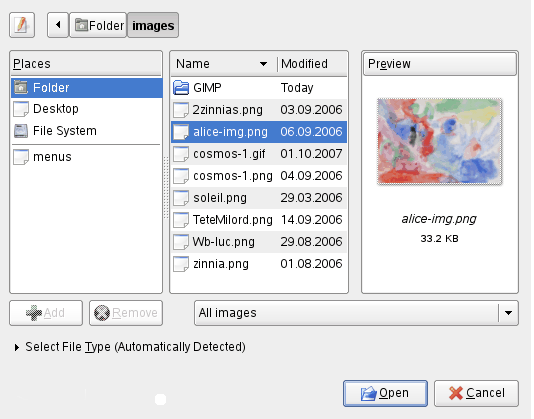 Folder images
Places
Folder
Desktop
File System
menus
Name Modified
GIMP Today
2zinnias.png 03.09.2006
alice-img.png 06.09.2006
cosmos-1.gif 01.10.2007
cosmos-1.png 04.09.2006
soleil.png 29.03.2006
TeteMilord.png 14.09.2006
Wb-luc.png 29.08.2006
zinnia.png 01.08.2006
Preview
alice-img.png
33.2 KB
Add Remove All images
Select File Type (Automatically Detected)
Open Cancel